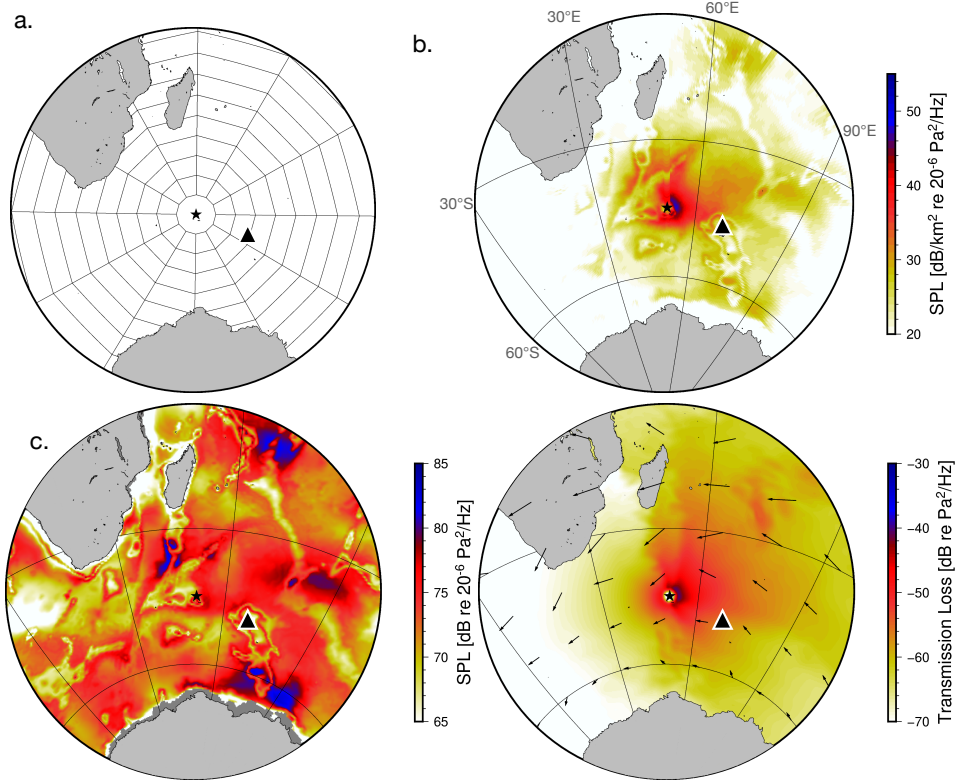 a.
b.
30°E
60°E
90°E
30°S
60°S
50
40
30
20
SPL [dB/km² re 20⁻⁶ Pa²/Hz]
c.
85
80
75
70
65
SPL [dB re 20⁻⁶ Pa²/Hz]
−30
−40
−50
−60
−70
Transmission Loss [dB re Pa²/Hz]